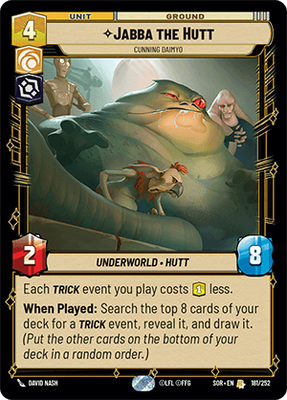 4
UNIT
GROUND
✧JABBA THE HUTT
CUNNING DAIMYO
2
8
UNDERWORLD • HUTT
Each TRICK event you play costs 1 less.
When Played: Search the top 8 cards of your
deck for a TRICK event, reveal it, and draw it.
(Put the other cards on the bottom of your
deck in a random order.)
DAVID NASH
©LFL ©FFG
SOR • EN R 181/252